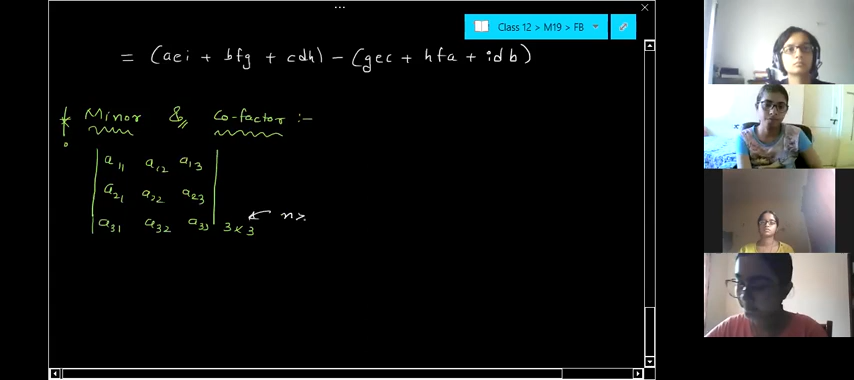 Class 12 > M19 > FB
= (aei + bfg + cdh) - (gec + hfa + idb)
* Minor & Co-factor :-
a11 a12 a13
a21 a22 a23
a31 a32 a33 3 x 3 ← n x